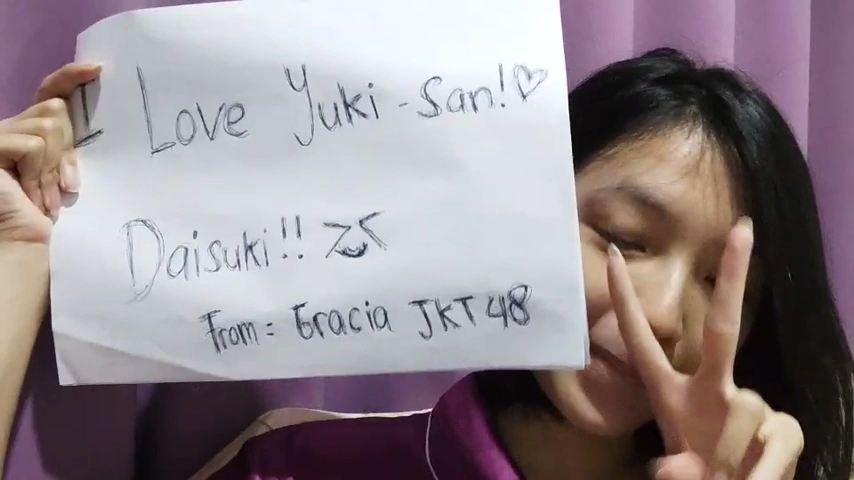 I Love Yuki-San!♡
Daisuki!!
From = Gracia JKT48